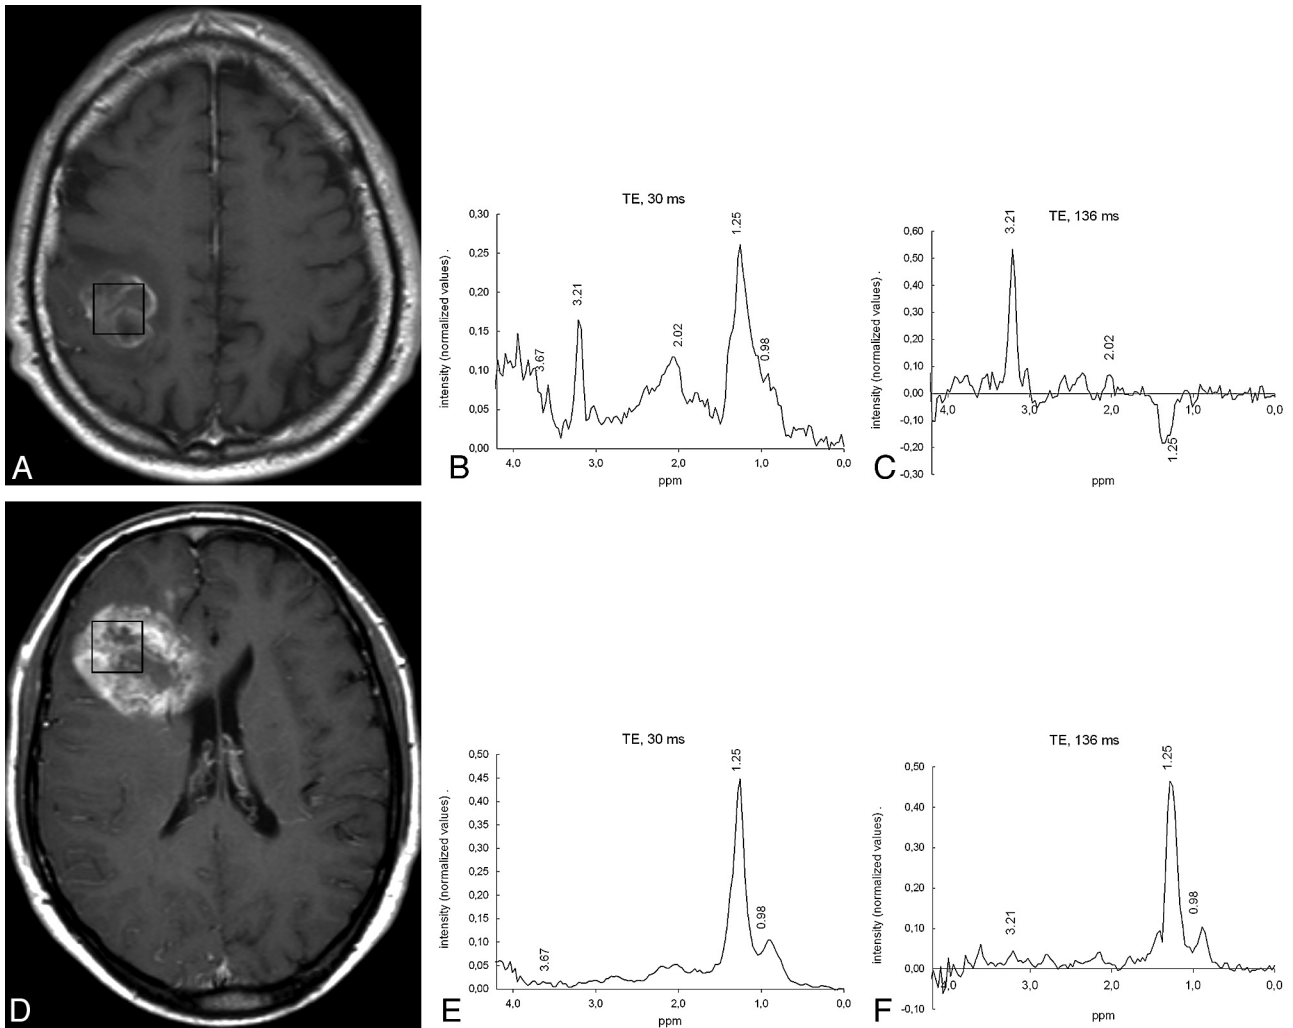 A
TE, 30 ms
intensity (normalized values) .
0,30
0,25
0,20
0,15
0,10
0,05
0,00
3.67
3.21
2.02
1.25
0.98
4,0 3,0 2,0 1,0 0,0
ppm
B
TE, 136 ms
intensity (normalized values) .
0,60
0,50
0,40
0,30
0,20
0,10
0,00
-0,10
-0,20
-0,30
3.21
2.02
1.25
4,0 3,0 2,0 1,0 0,0
ppm
C
D
TE, 30 ms
intensity (normalized values) .
0,50
0,45
0,40
0,35
0,30
0,25
0,20
0,15
0,10
0,05
0,00
3.67
1.25
0.98
4,0 3,0 2,0 1,0 0,0
ppm
E
TE, 136 ms
intensity (normalized values) .
0,50
0,40
0,30
0,20
0,10
0,00
-0,10
3.21
1.25
0.98
4,0 3,0 2,0 1,0 0,0
ppm
F